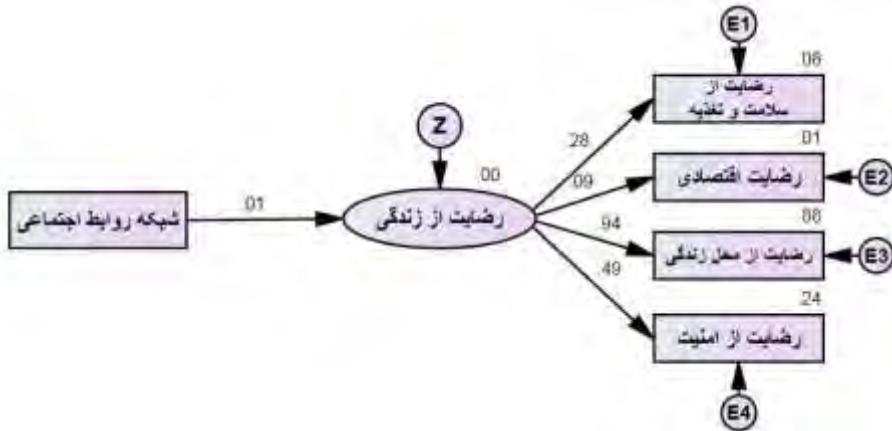 E1
08
رضایت از
سلامت و تغذیه
Z
28
01
00
09
رضایت اقتصادی
E2
01
88
شبکه روابط اجتماعی
رضایت از زندگی
94
رضایت از محل زندگی
E3
49
24
رضایت از امنیت
E4